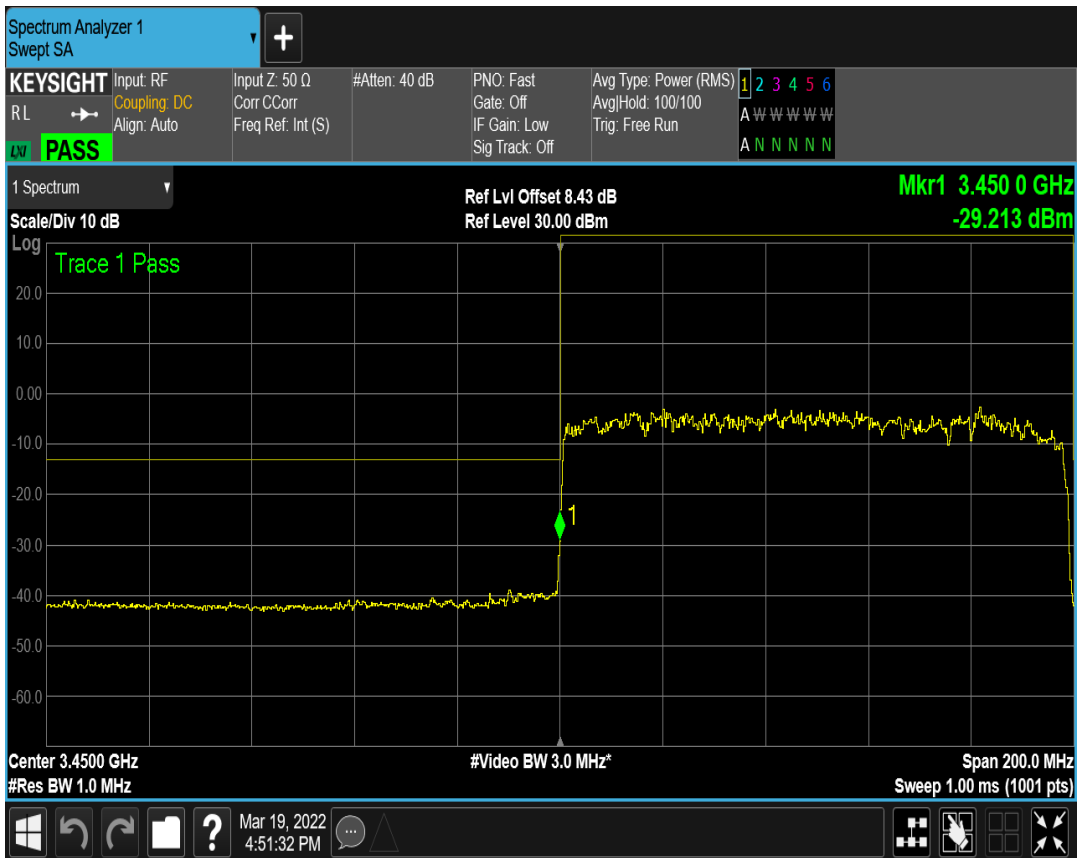 Spectrum Analyzer 1
Swept SA
+
KEYSIGHT
RL
LXI PASS
Input: RF
Coupling: DC
Align: Auto
Input Z: 50 Ω
Corr CCorr
Freq Ref: Int (S)
#Atten: 40 dB
PNO: Fast
Gate: Off
IF Gain: Low
Sig Track: Off
Avg Type: Power (RMS)
Avg|Hold: 100/100
Trig: Free Run
1 2 3 4 5 6
A W W W W W
A N N N N N
1 Spectrum
Scale/Div 10 dB
Ref Lvl Offset 8.43 dB
Ref Level 30.00 dBm
Mkr1 3.450 0 GHz
-29.213 dBm
Log
Trace 1 Pass
20.0
10.0
0.00
-10.0
-20.0
1
-30.0
-40.0
-50.0
-60.0
Center 3.4500 GHz
#Video BW 3.0 MHz*
Span 200.0 MHz
#Res BW 1.0 MHz
Sweep 1.00 ms (1001 pts)
?
Mar 19, 2022
4:51:32 PM